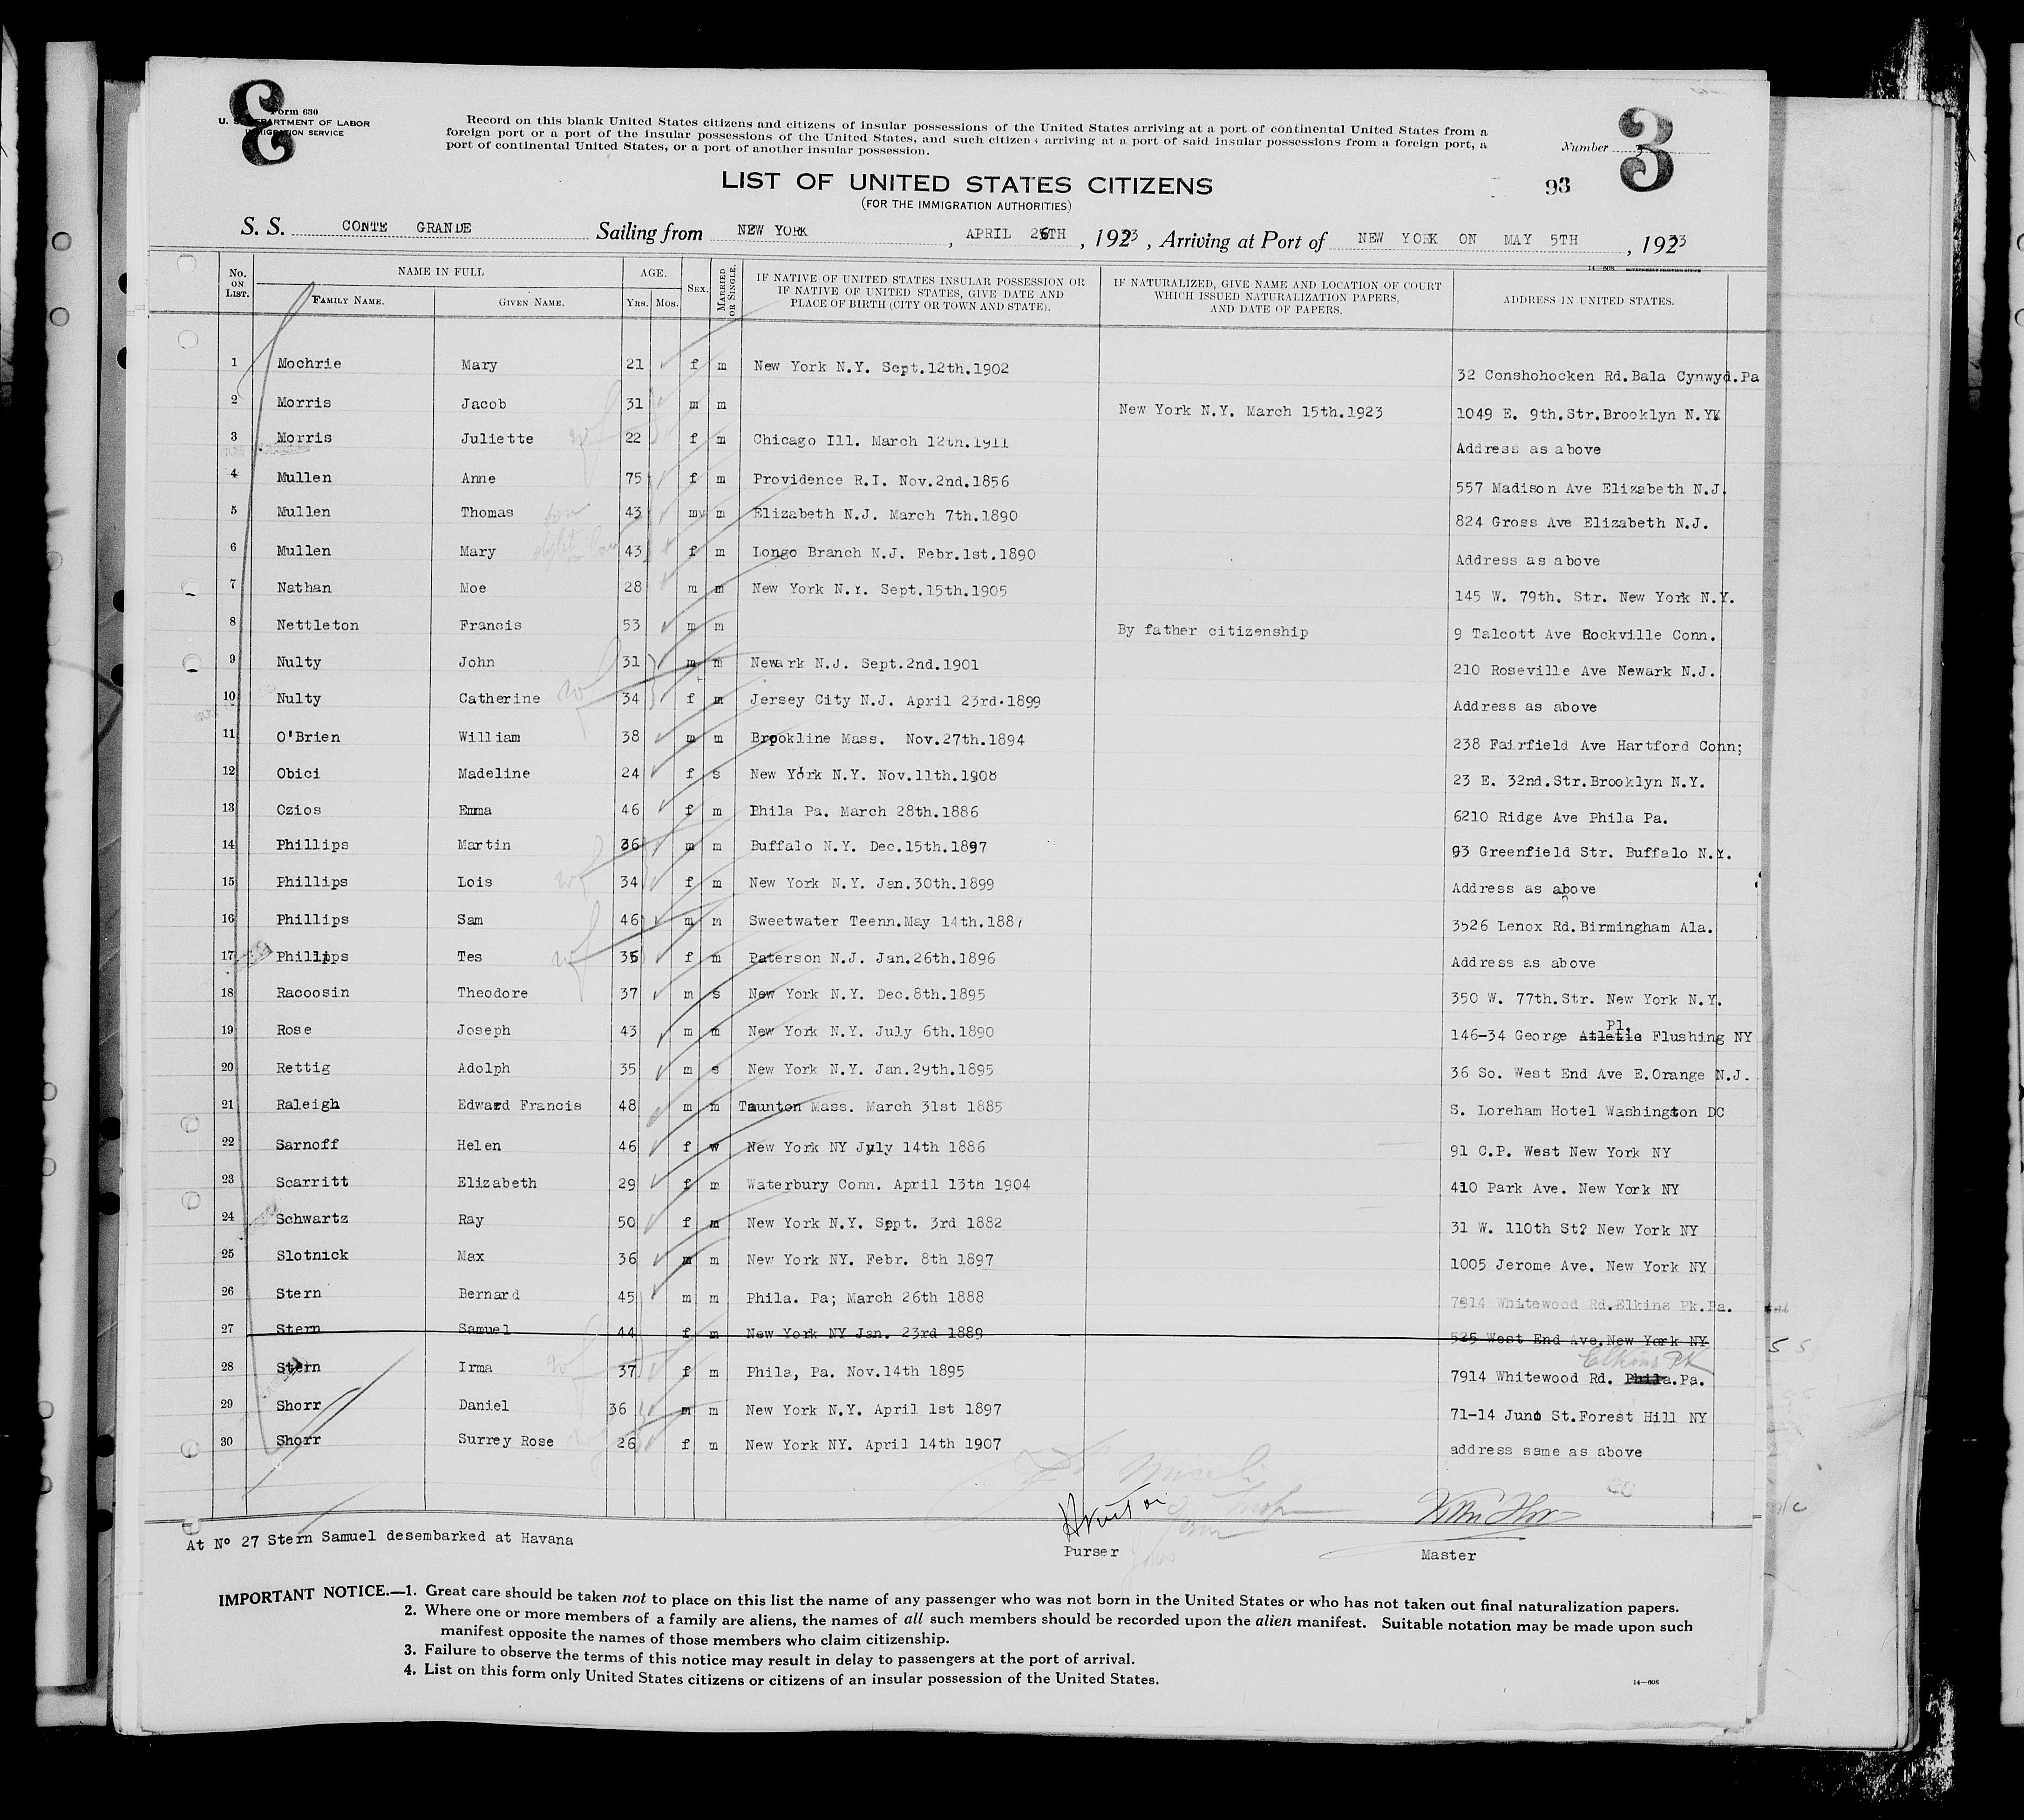 3
Form 630
U. S. DEPARTMENT OF LABOR
IMMIGRATION SERVICE
Record on this blank United States citizens and citizens of insular possessions of the United States arriving at a port of continental United States from a
foreign port or a port of the insular possessions of the United States, and such citizens arriving at a port of said insular possessions from a foreign port, a
port of continental United States, or a port of another insular possession.
Number 3
93
LIST OF UNITED STATES CITIZENS
(FOR THE IMMIGRATION AUTHORITIES)
S. S. CONTE GRANDE Sailing from NEW YORK , APRIL 26TH , 1933 , Arriving at Port of NEW YORK ON MAY 5TH , 1933
No. ON LIST. NAME IN FULL FAMILY NAME. GIVEN NAME. AGE. Yrs. Mos. SEX. MARRIED OR SINGLE. IF NATIVE OF UNITED STATES INSULAR POSSESSION OR IF NATIVE OF UNITED STATES, GIVE DATE AND PLACE OF BIRTH (CITY OR TOWN AND STATE). IF NATURALIZED, GIVE NAME AND LOCATION OF COURT WHICH ISSUED NATURALIZATION PAPERS, AND DATE OF PAPERS. ADDRESS IN UNITED STATES.
1 Mochrie Mary 21 f m New York N.Y. Sept.12th.1902 32 Conshohocken Rd.Bala Cynwyd.Pa
2 Morris Jacob 31 m m New York N.Y. March 15th.1923 1049 E. 9th.Str.Brooklyn N.Y
3 Morris Juliette 22 f m Chicago Ill. March 12th.1911 Address as above
4 Mullen Anne 75 f m Providence R.I. Nov.2nd.1856 557 Madison Ave Elizabeth N.J.
5 Mullen Thomas 43 m m Elizabeth N.J. March 7th.1890 824 Gross Ave Elizabeth N.J.
6 Mullen Mary 43 f m Longo Branch N.J. Febr.1st.1890 Address as above
7 Nathan Moe 28 m m New York N.Y. Sept.15th.1905 145 W. 79th. Str. New York N.Y.
8 Nettleton Francis 53 m m By father citizenship 9 Talcott Ave Rockville Conn.
9 Nulty John 31 m m Newark N.J. Sept.2nd.1901 210 Roseville Ave Newark N.J.
10 Nulty Catherine 34 f m Jersey City N.J. April 23rd.1899 Address as above
11 O'Brien William 38 m m Brookline Mass. Nov.27th.1894 238 Fairfield Ave Hartford Conn;
12 Obici Madeline 24 f s New York N.Y. Nov.11th.1908 23 E. 32nd.Str.Brooklyn N.Y.
13 Ozios Emma 46 f m Phila Pa. March 28th.1886 6210 Ridge Ave Phila Pa.
14 Phillips Martin 36 m m Buffalo N.Y. Dec.15th.1897 93 Greenfield Str. Buffalo N.Y.
15 Phillips Lois 34 f m New York N.Y. Jan.30th.1899 Address as above
16 Phillips Sam 46 m m Sweetwater Teenn.May 14th.1887 3526 Lenox Rd.Birmingham Ala.
17 Phillips Tes f m Paterson N.J. Jan.26th.1896 Address as above
18 Racoosin Theodore 37 m s New York N.Y. Dec.8th.1895 350 W. 77th.Str. New York N.Y.
19 Rose Joseph 43 m m New York N.Y. July 6th.1890 146-34 George Pl. Flushing NY
20 Rettig Adolph 35 m s New York N.Y. Jan.29th.1895 36 So. West End Ave E.Orange N.J.
21 Raleigh Edward Francis 48 m m Taunton Mass. March 31st 1885 S. Loreham Hotel Washington DC
22 Sarnoff Helen 46 f w New York NY July 14th 1886 91 C.P. West New York NY
23 Scarritt Elizabeth 29 f m Waterbury Conn. April 13th 1904 410 Park Ave. New York NY
24 Schwartz Ray 50 f m New York N.Y. Sept. 3rd 1882 31 W. 110th St? New York NY
25 Slotnick Max 36 m m New York NY. Febr. 8th 1897 1005 Jerome Ave. New York NY
26 Stern Bernard 45 m m Phila. Pa; March 26th 1888 7914 Whitewood Rd.Elkins Pk.Pa.
27 Stern Samuel 44 f m New York NY Jan. 23rd 1889 525 West End Ave.New York NY
28 Stern Irma 37 f m Phila, Pa. Nov.14th 1895 7914 Whitewood Rd. Elkins Pk Phila.Pa.
29 Shorr Daniel 36 m m New York N.Y. April 1st 1897 71-14 Juno St.Forest Hill NY
30 Shorr Surrey Rose 26 f m New York NY. April 14th 1907 address same as above
At Nº 27 Stern Samuel desembarked at Havana
Purser
Master
IMPORTANT NOTICE.—1. Great care should be taken not to place on this list the name of any passenger who was not born in the United States or who has not taken out final naturalization papers.
2. Where one or more members of a family are aliens, the names of all such members should be recorded upon the alien manifest. Suitable notation may be made upon such
manifest opposite the names of those members who claim citizenship.
3. Failure to observe the terms of this notice may result in delay to passengers at the port of arrival.
4. List on this form only United States citizens or citizens of an insular possession of the United States.
14—608